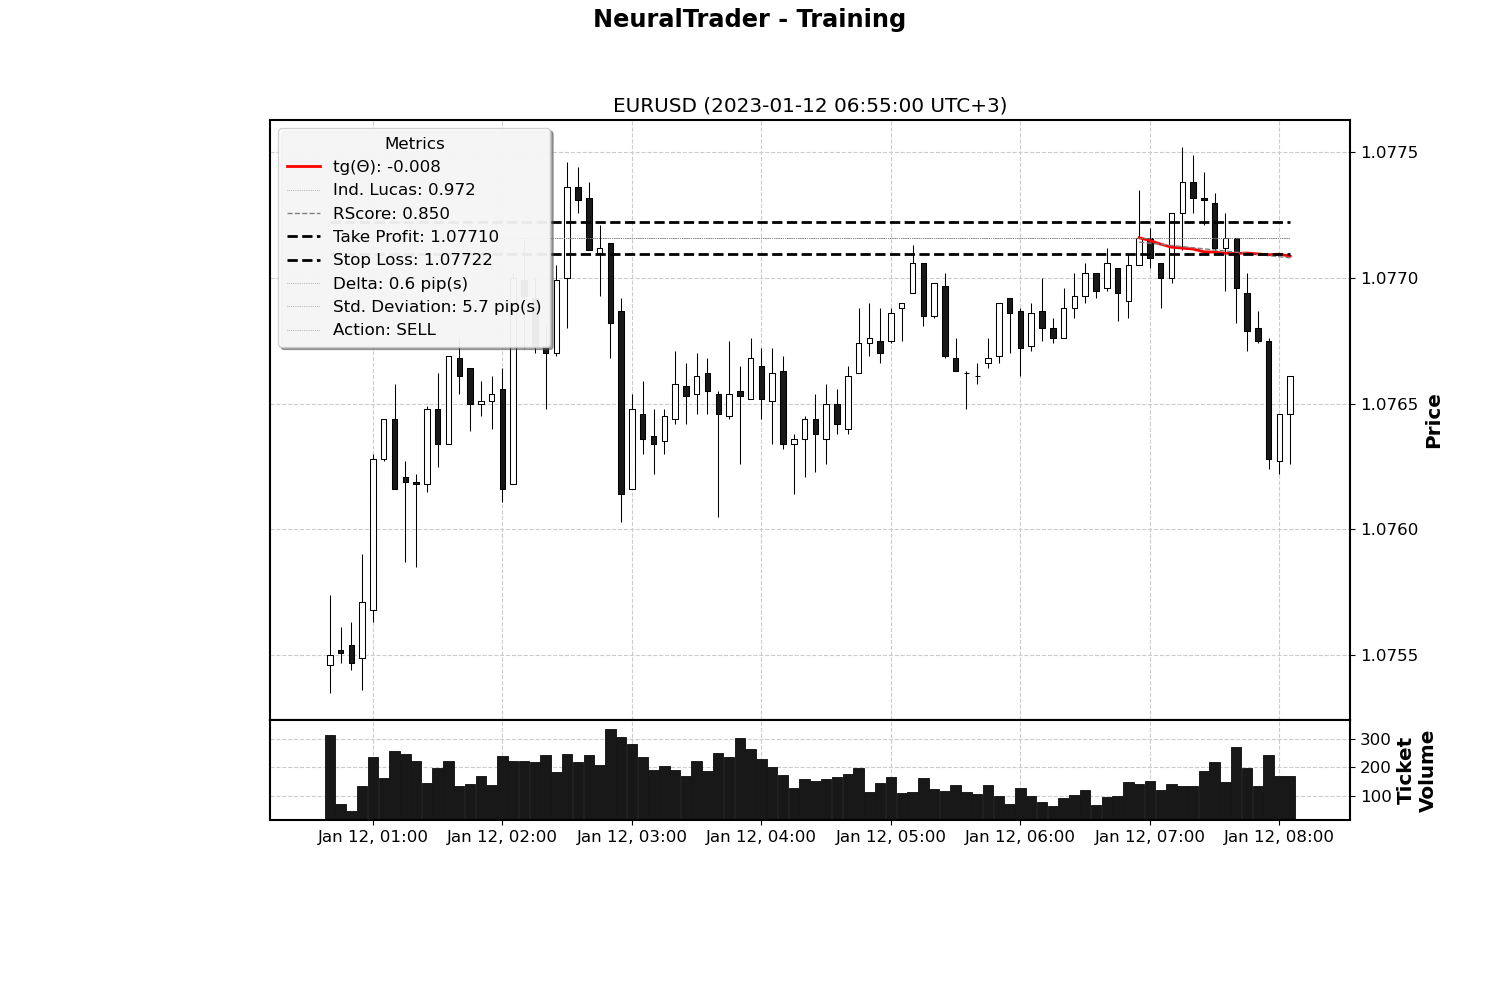 NeuralTrader - Training
EURUSD (2023-01-12 06:55:00 UTC+3)
Metrics
tg(Θ): -0.008
Ind. Lucas: 0.972
RScore: 0.850
Take Profit: 1.07710
Stop Loss: 1.07722
Delta: 0.6 pip(s)
Std. Deviation: 5.7 pip(s)
Action: SELL
1.0775
1.0770
1.0765
1.0760
1.0755
Price
300
200
100
Ticket
Volume
Jan 12, 01:00 Jan 12, 02:00 Jan 12, 03:00 Jan 12, 04:00 Jan 12, 05:00 Jan 12, 06:00 Jan 12, 07:00 Jan 12, 08:00